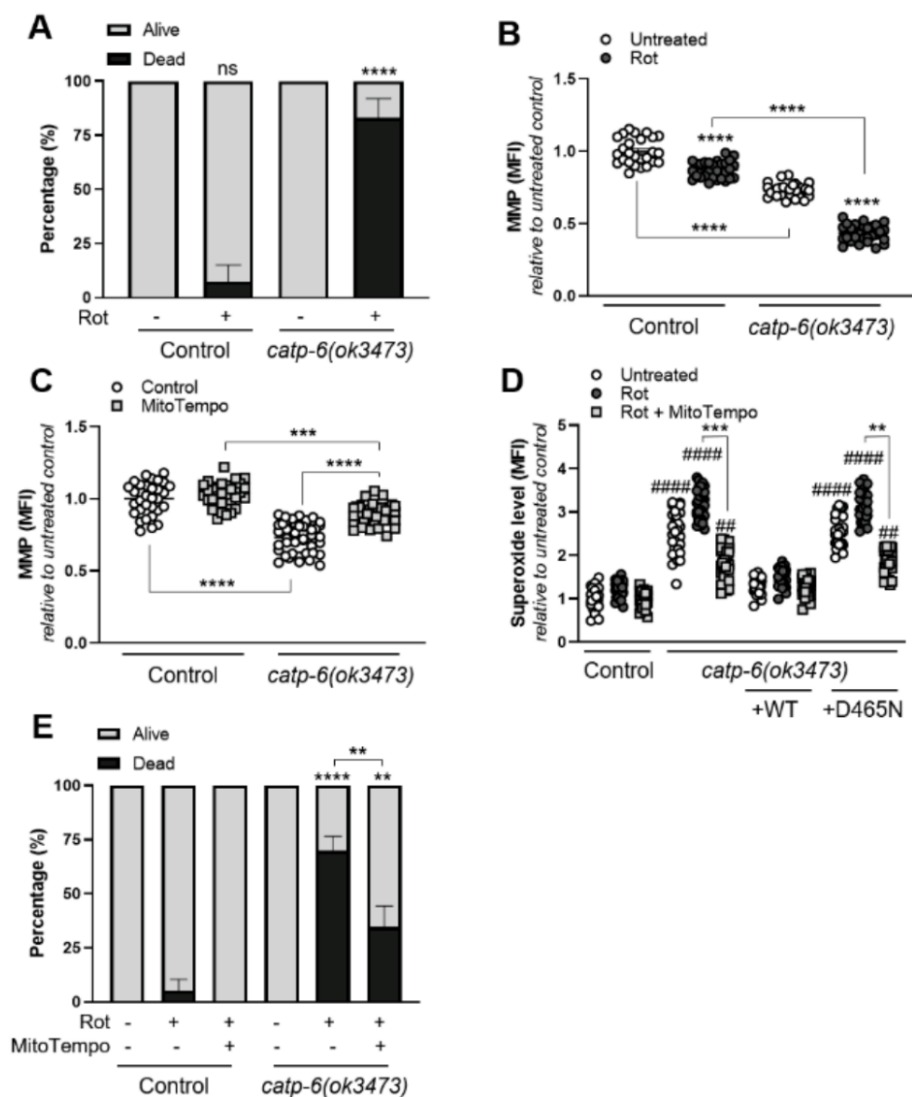 A
Alive
Dead
ns
****
100
75
50
25
0
Percentage (%)
Rot - + - +
Control catp-6(ok3473)
B
Untreated
Rot
1.5
1.0
0.5
0.0
MMP (MFI)
relative to untreated control
****
****
****
****
Control catp-6(ok3473)
C
Control
MitoTempo
1.5
1.0
0.5
0.0
MMP (MFI)
relative to untreated control
***
****
****
Control catp-6(ok3473)
D
Untreated
Rot
Rot + MitoTempo
5
4
3
2
1
0
Superoxide level (MFI)
relative to untreated control
*** **
#### ####
#### ####
## ##
Control catp-6(ok3473)
+WT +D465N
E
Alive
Dead
**
**** **
100
75
50
25
0
Percentage (%)
Rot - + + - + +
MitoTempo - - + - - +
Control catp-6(ok3473)